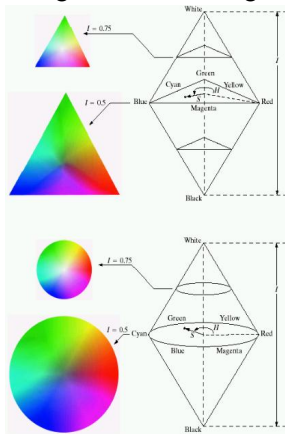 White
I = 0.75
I
Green
Cyan
Yellow
I = 0.5
H
Blue
S
Red
Magenta
Black
White
I = 0.75
I
Green
Yellow
I = 0.5
H
Cyan
S
Red
Blue
Magenta
Black